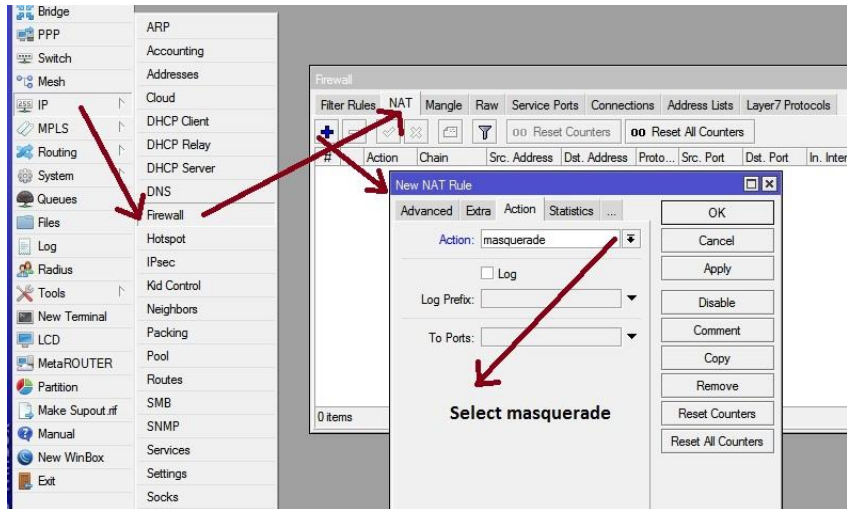 Bridge
PPP
Switch
Mesh
IP
MPLS
Routing
System
Queues
Files
Log
Radius
Tools
New Terminal
LCD
MetaROUTER
Partition
Make Supout.rif
Manual
New WinBox
Exit
ARP
Accounting
Addresses
Cloud
DHCP Client
DHCP Relay
DHCP Server
DNS
Firewall
Hotspot
IPsec
Kid Control
Neighbors
Packing
Pool
Routes
SMB
SNMP
Services
Settings
Socks
Firewall
Filter Rules NAT Mangle Raw Service Ports Connections Address Lists Layer7 Protocols
00 Reset Counters 00 Reset All Counters
# Action Chain Src. Address Dst. Address Proto... Src. Port Dst. Port In. Inter
0 items
New NAT Rule
Advanced Extra Action Statistics ...
Action: masquerade
Log
Log Prefix:
To Ports:
Select masquerade
OK
Cancel
Apply
Disable
Comment
Copy
Remove
Reset Counters
Reset All Counters